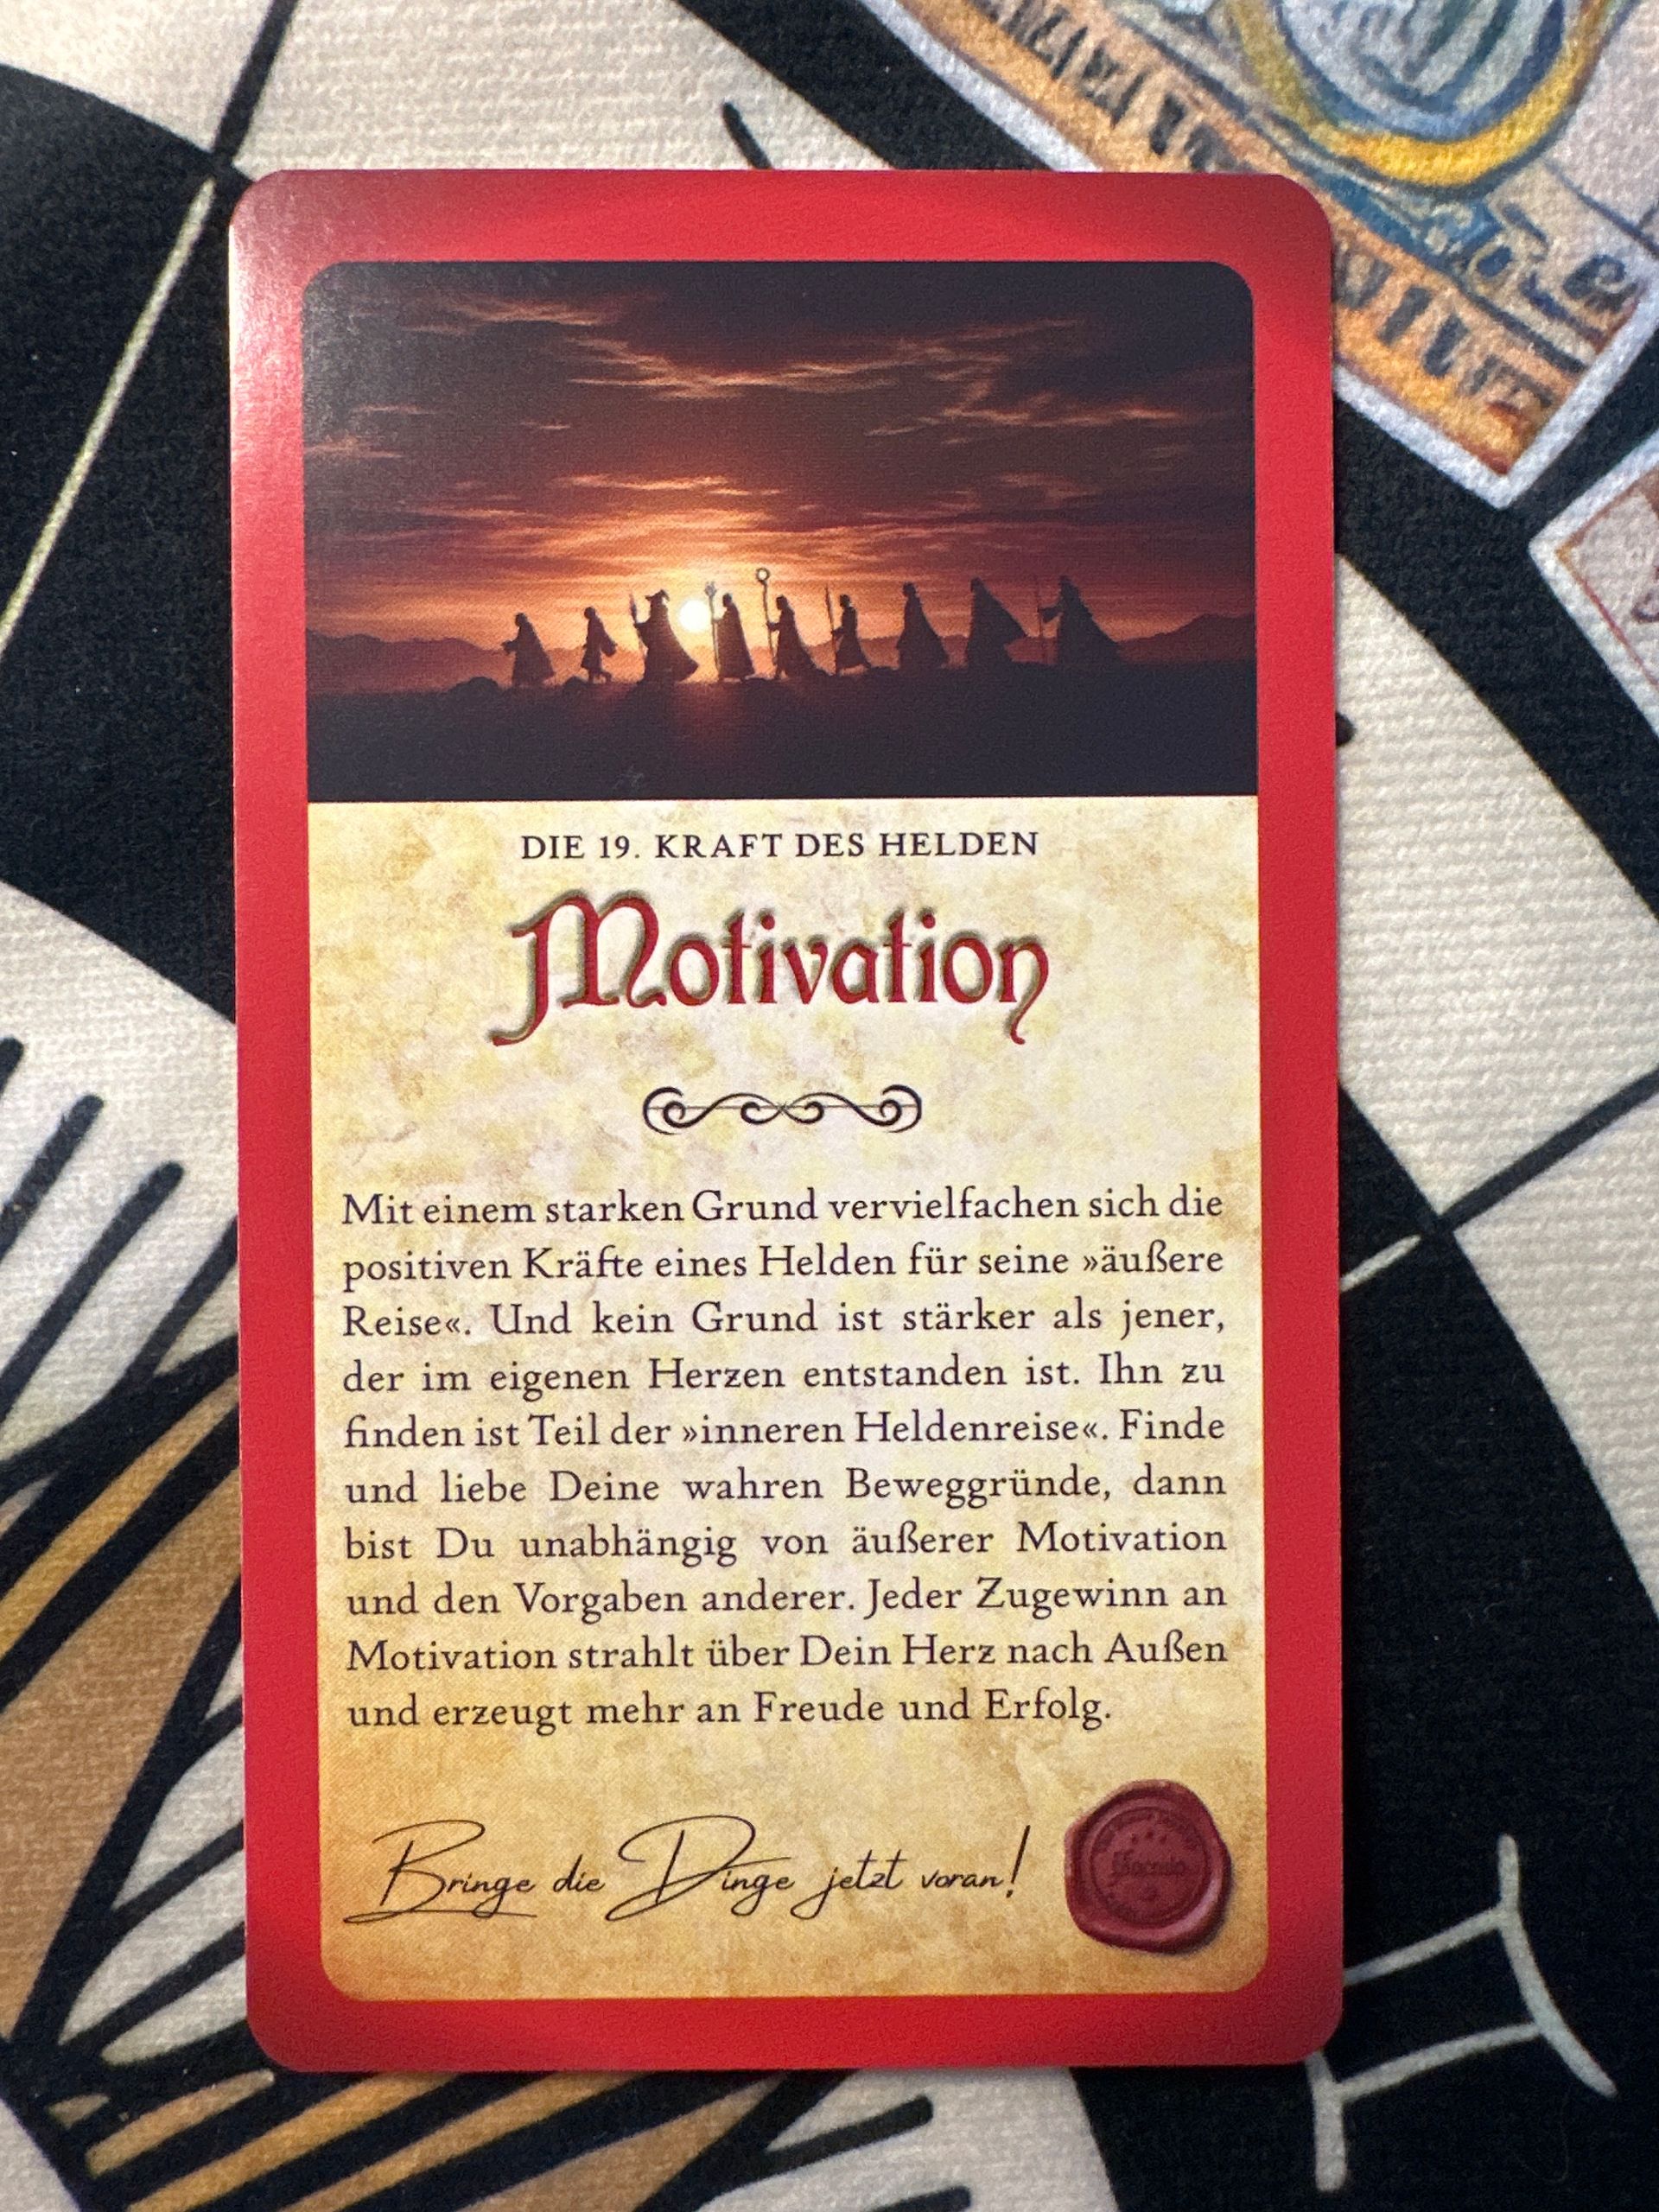 DIE 19. KRAFT DES HELDEN
Motivation
Mit einem starken Grund vervielfachen sich die
positiven Kräfte eines Helden für seine »äußere
Reise«. Und kein Grund ist stärker als jener,
der im eigenen Herzen entstanden ist. Ihn zu
finden ist Teil der »inneren Heldenreise«. Finde
und liebe Deine wahren Beweggründe, dann
bist Du unabhängig von äußerer Motivation
und den Vorgaben anderer. Jeder Zugewinn an
Motivation strahlt über Dein Herz nach Außen
und erzeugt mehr an Freude und Erfolg.
Bringe die Dinge jetzt voran!